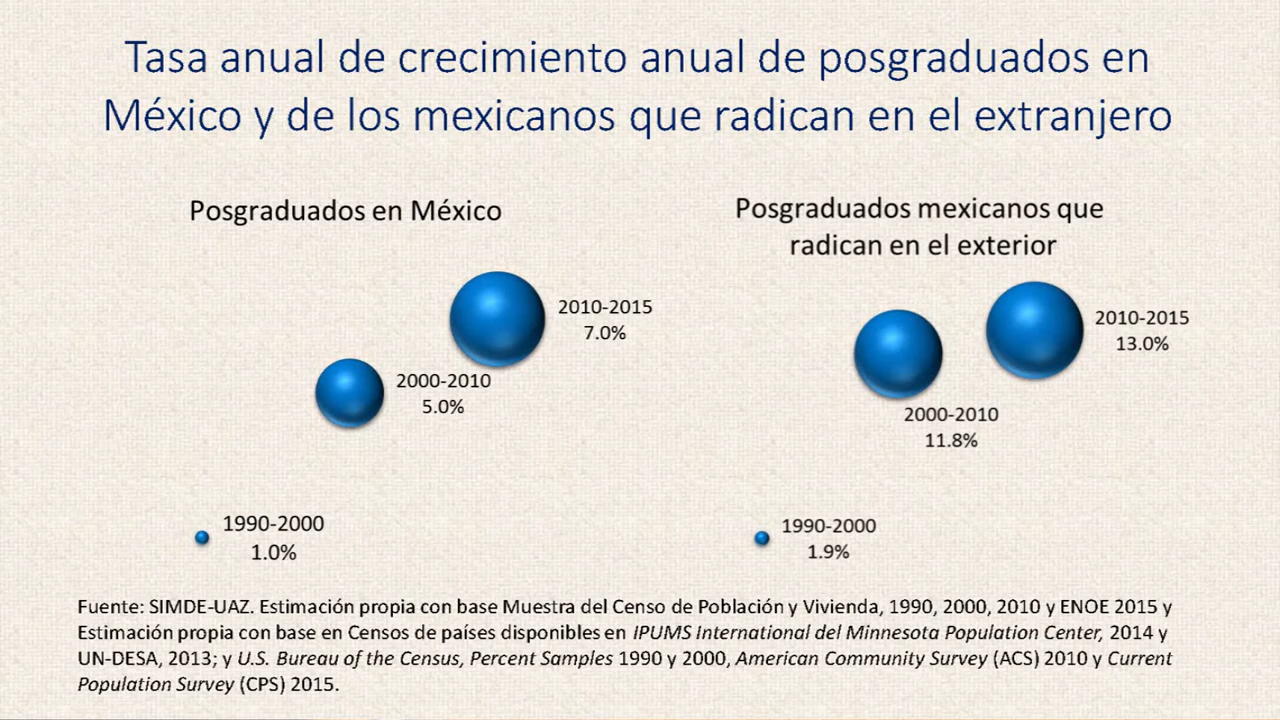 Tasa anual de crecimiento anual de posgraduados en
México y de los mexicanos que radican en el extranjero
Posgraduados en México
2010-2015
7.0%
2000-2010
5.0%
1990-2000
1.0%
Posgraduados mexicanos que
radican en el exterior
2010-2015
13.0%
2000-2010
11.8%
1990-2000
1.9%
Fuente: SIMDE-UAZ. Estimación propia con base Muestra del Censo de Población y Vivienda, 1990, 2000, 2010 y ENOE 2015 y
Estimación propia con base en Censos de países disponibles en IPUMS International del Minnesota Population Center, 2014 y
UN-DESA, 2013; y U.S. Bureau of the Census, Percent Samples 1990 y 2000, American Community Survey (ACS) 2010 y Current
Population Survey (CPS) 2015.